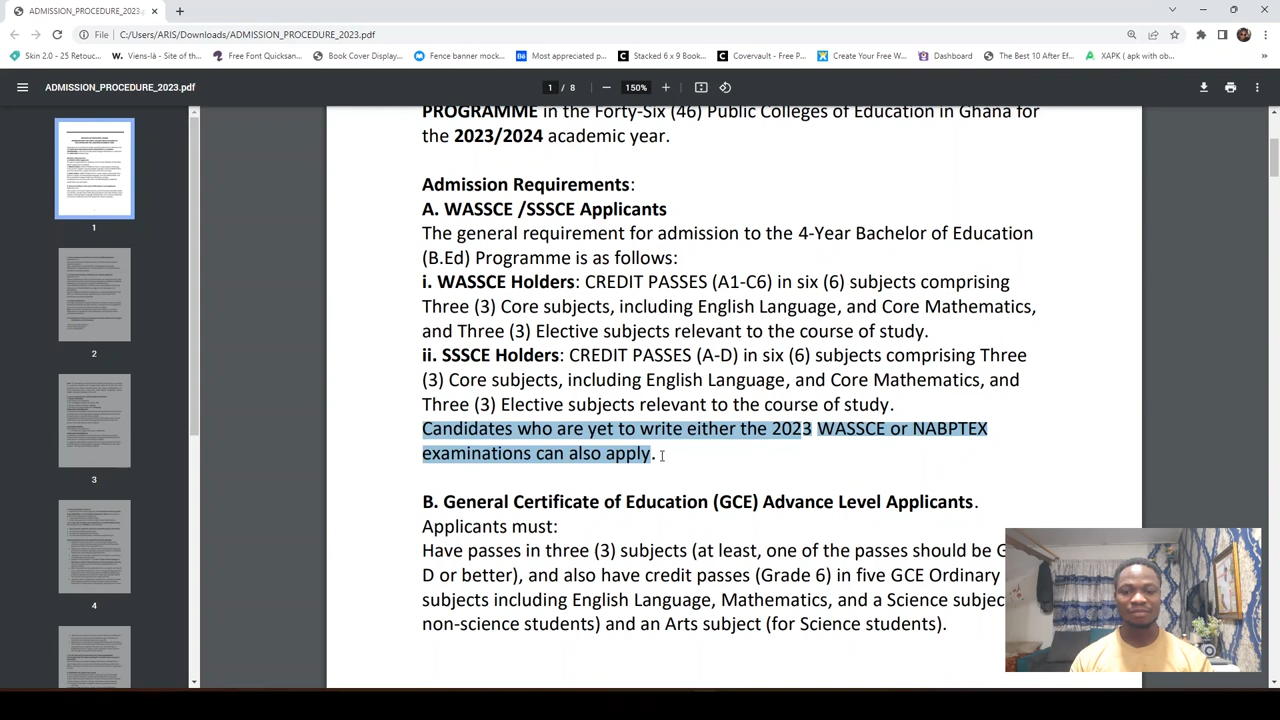 ADMISSION_PROCEDURE_2023.pdf
File
C:/Users/ARIS/Downloads/ADMISSION_PROCEDURE_2023.pdf
Skin 2.0 - 25 Retouc...
Viens-là - Site of th...
Free Font Quicksan...
Book Cover Display...
Fence banner mock...
Most appreciated p...
Stacked 6 x 9 Book...
Covervault - Free P...
Create Your Free W...
Dashboard
The Best 10 After Ef...
XAPK ( apk with ob...
»
ADMISSION_PROCEDURE_2023.pdf
1 / 8
150%
1
2
3
4
PROGRAMME in the Forty-Six (46) Public Colleges of Education in Ghana for
the 2023/2024 academic year.
Admission Requirements:
A. WASSCE /SSSCE Applicants
The general requirement for admission to the 4-Year Bachelor of Education
(B.Ed) Programme is as follows:
i. WASSCE Holders: CREDIT PASSES (A1-C6) in six (6) subjects comprising
Three (3) Core subjects, including English Language, and Core Mathematics,
and Three (3) Elective subjects relevant to the course of study.
ii. SSSCE Holders: CREDIT PASSES (A-D) in six (6) subjects comprising Three
(3) Core subjects, including English Language, and Core Mathematics, and
Three (3) Elective subjects relevant to the course of study.
Candidates who are yet to write either the 2023 WASSCE or NABPTEX
examinations can also apply.
B. General Certificate of Education (GCE) Advance Level Applicants.
Applicants must:
Have passes in three (3) subjects (at least, one of the passes should be
D or better), and also have credit passes (Grade 6) in five GCE Ordinary
subjects including English Language, Mathematics, and a Science
non-science students) and an Arts subject (for Science students).